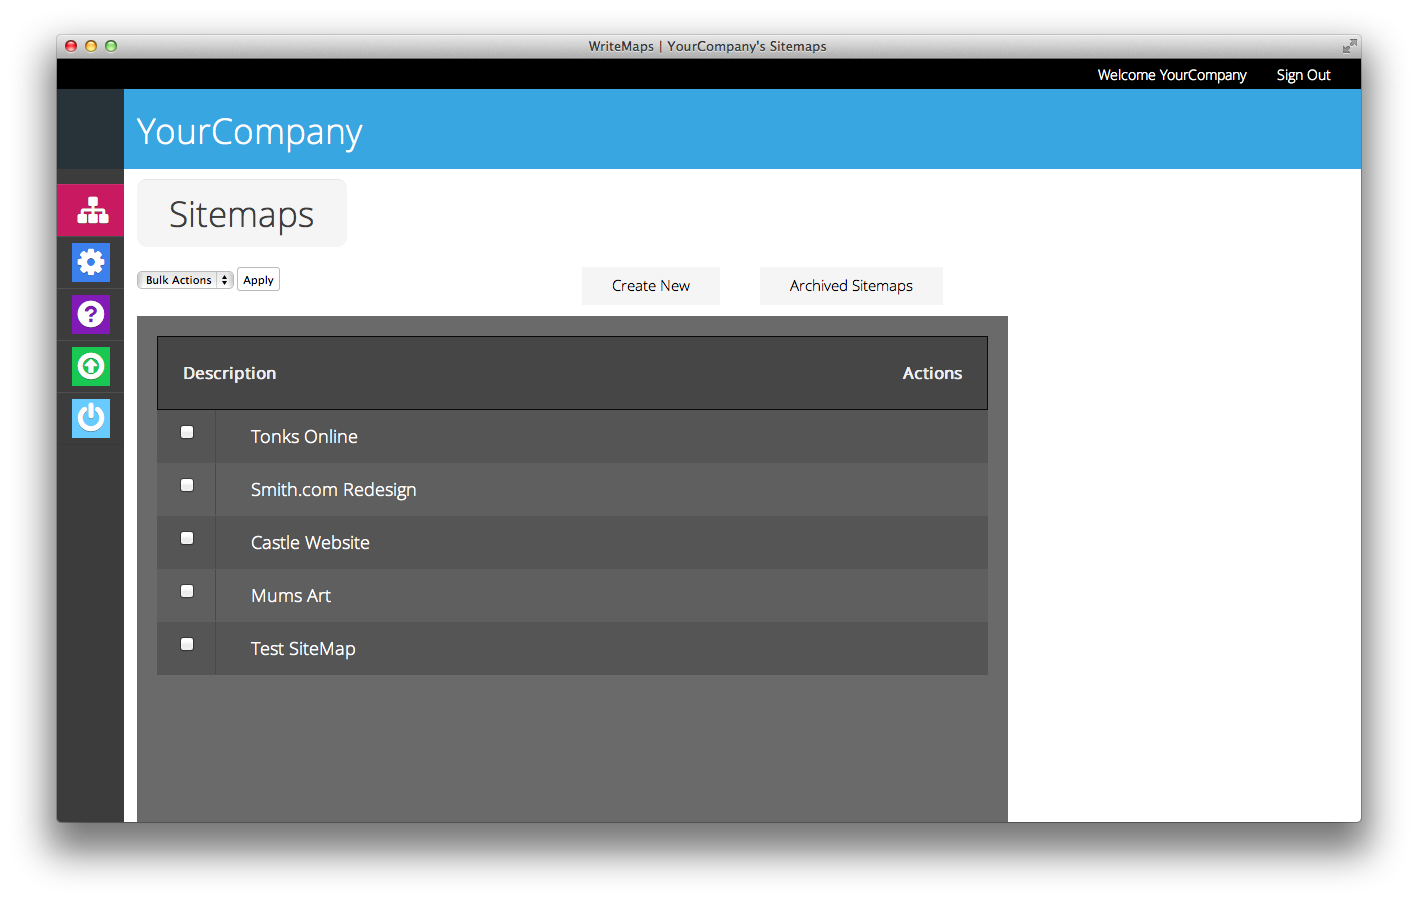 WriteMaps | YourCompany's Sitemaps
Welcome YourCompany Sign Out
YourCompany
Sitemaps
Bulk Actions Apply Create New Archived Sitemaps
?
Description Actions
Tonks Online
Smith.com Redesign
Castle Website
Mums Art
Test SiteMap